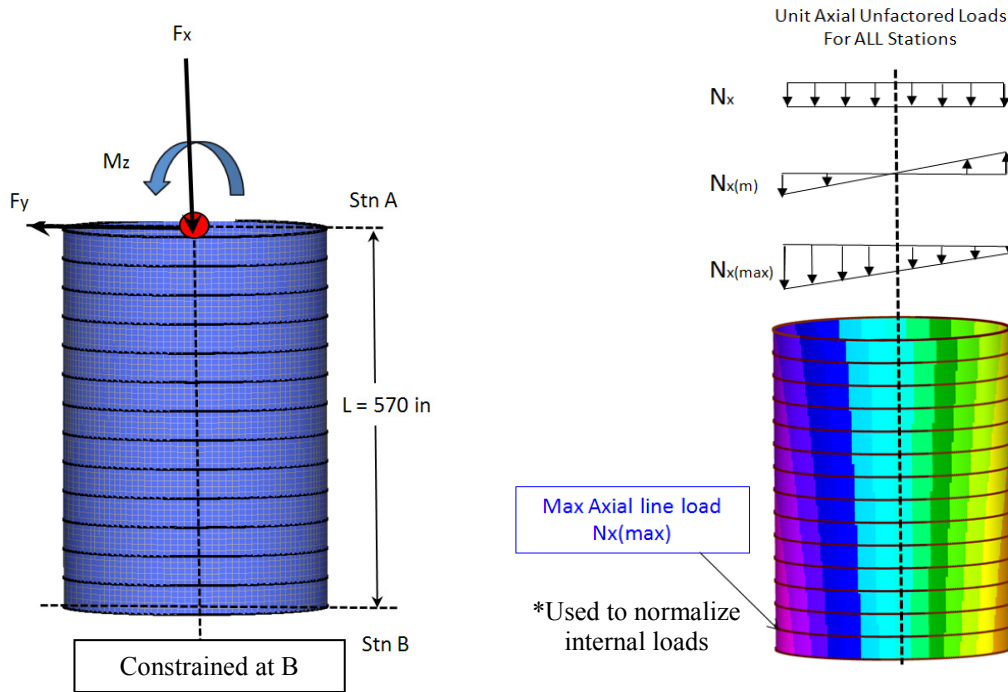 Fx
Mz
Fy
Stn A
L = 570 in
Stn B
Constrained at B
Unit Axial Unfactored Loads
For ALL Stations
Nx
Nx(m)
Nx(max)
Max Axial line load
Nx(max)
*Used to normalize
internal loads